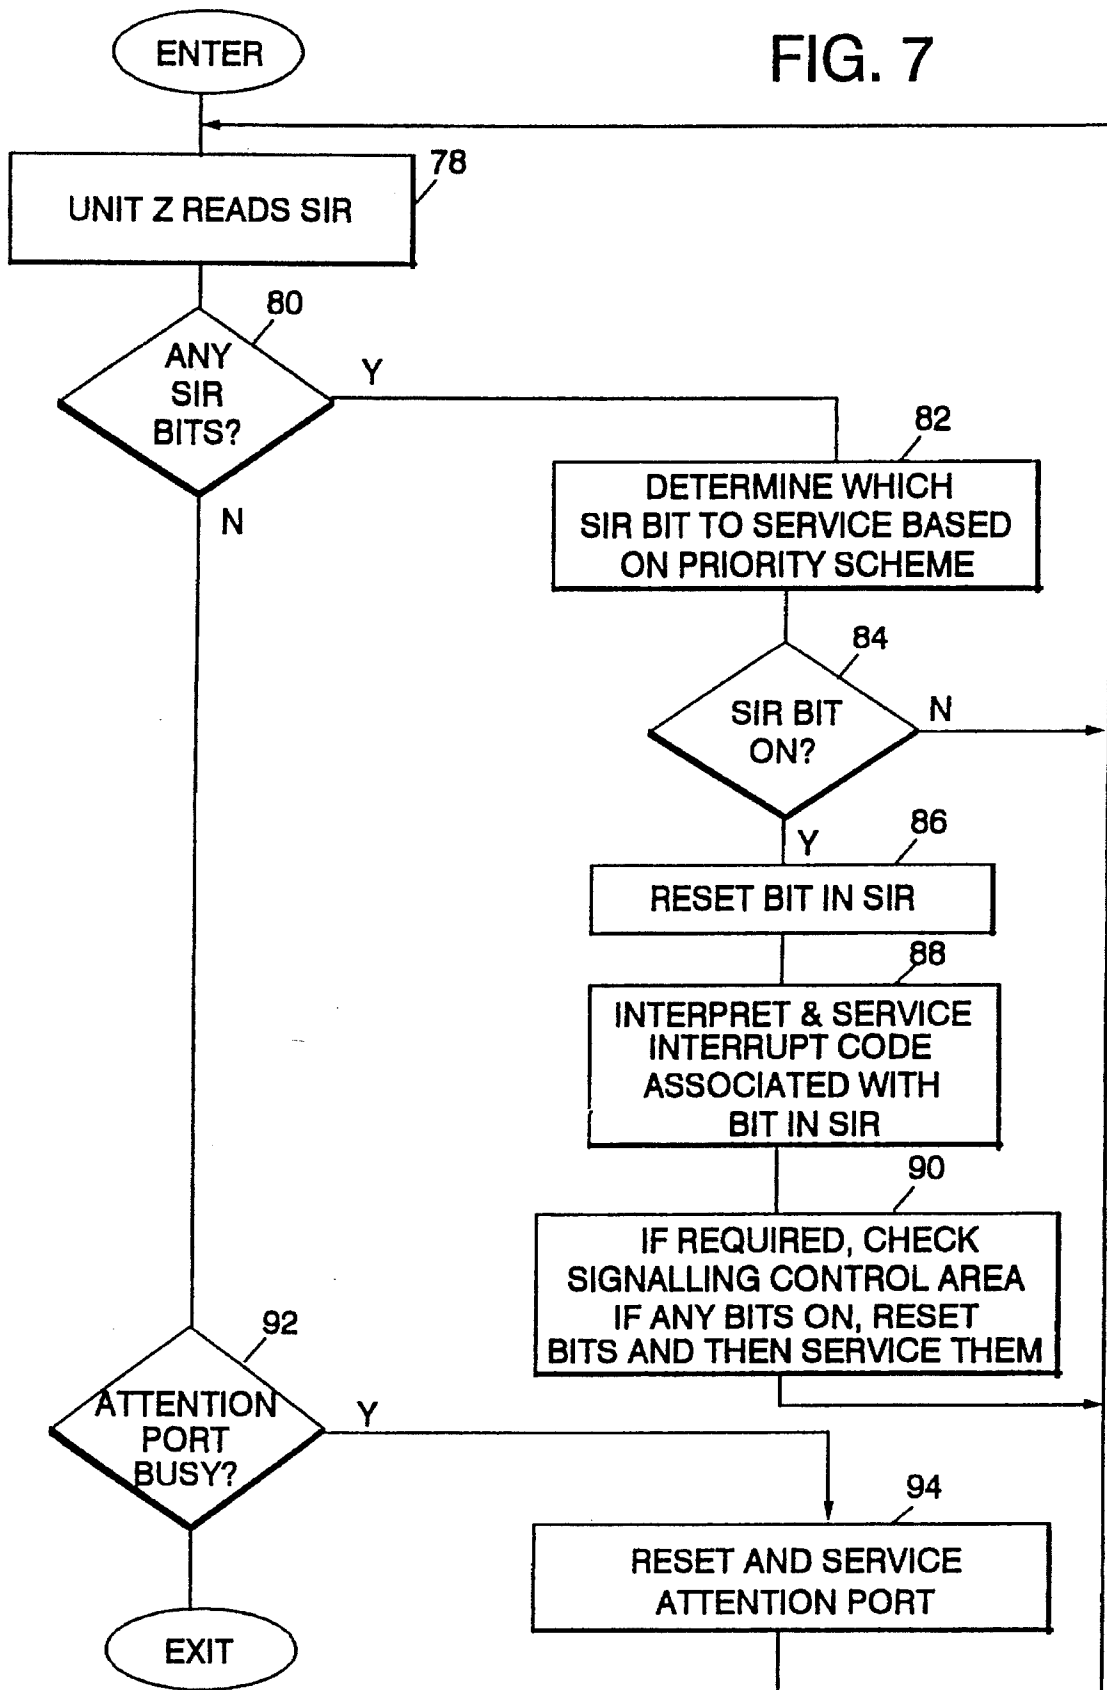 ENTER
FIG. 7
78
UNIT Z READS SIR
80
ANY
SIR
BITS?
Y
N
82
DETERMINE WHICH
SIR BIT TO SERVICE BASED
ON PRIORITY SCHEME
84
SIR BIT
ON?
N
Y
86
RESET BIT IN SIR
88
INTERPRET & SERVICE
INTERRUPT CODE
ASSOCIATED WITH
BIT IN SIR
90
IF REQUIRED, CHECK
SIGNALLING CONTROL AREA
IF ANY BITS ON, RESET
BITS AND THEN SERVICE THEM
92
ATTENTION
PORT
BUSY?
Y
94
RESET AND SERVICE
ATTENTION PORT
EXIT